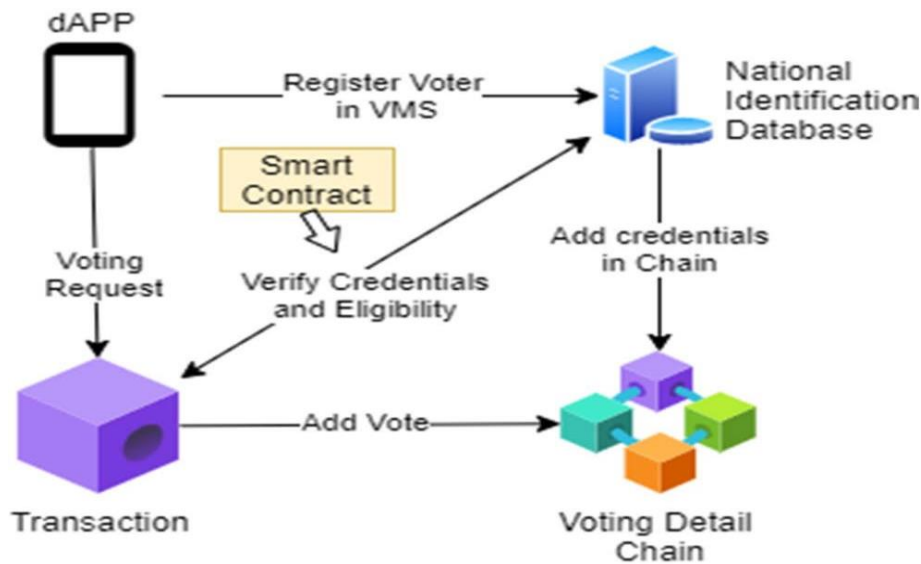 dAPP
Register Voter
in VMS
National
Identification
Database
Smart
Contract
Voting
Request
Verify Credentials
and Eligibility
Add credentials
in Chain
Add Vote
Transaction
Voting Detail
Chain